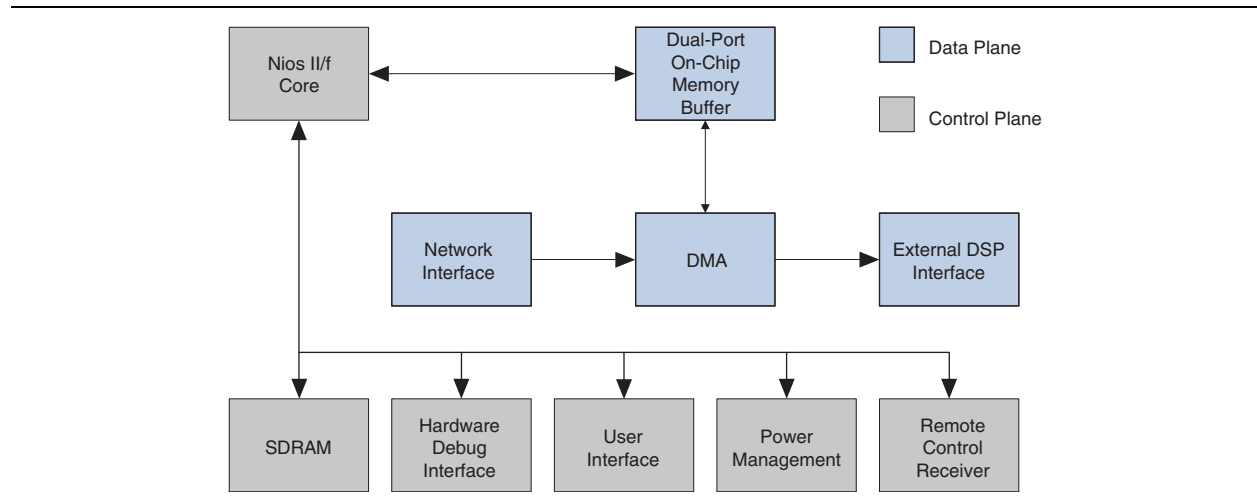 Nios II/f
Core
Dual-Port
On-Chip
Memory
Buffer
Data Plane
Control Plane
Network
Interface
DMA
External DSP
Interface
SDRAM
Hardware
Debug
Interface
User
Interface
Power
Management
Remote
Control
Receiver